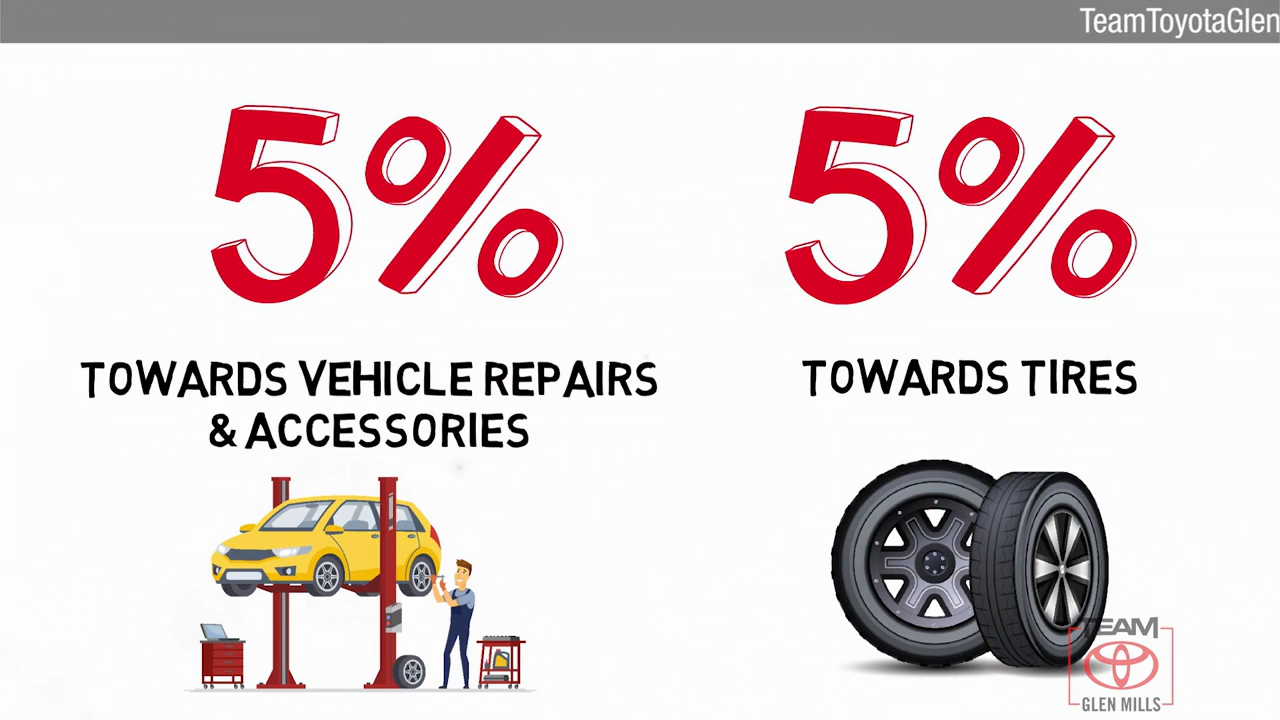 TeamToyotaGlen
5% 5%
TOWARDS VEHICLE REPAIRS
& ACCESSORIES
TOWARDS TIRES
TEAM
GLEN MILLS